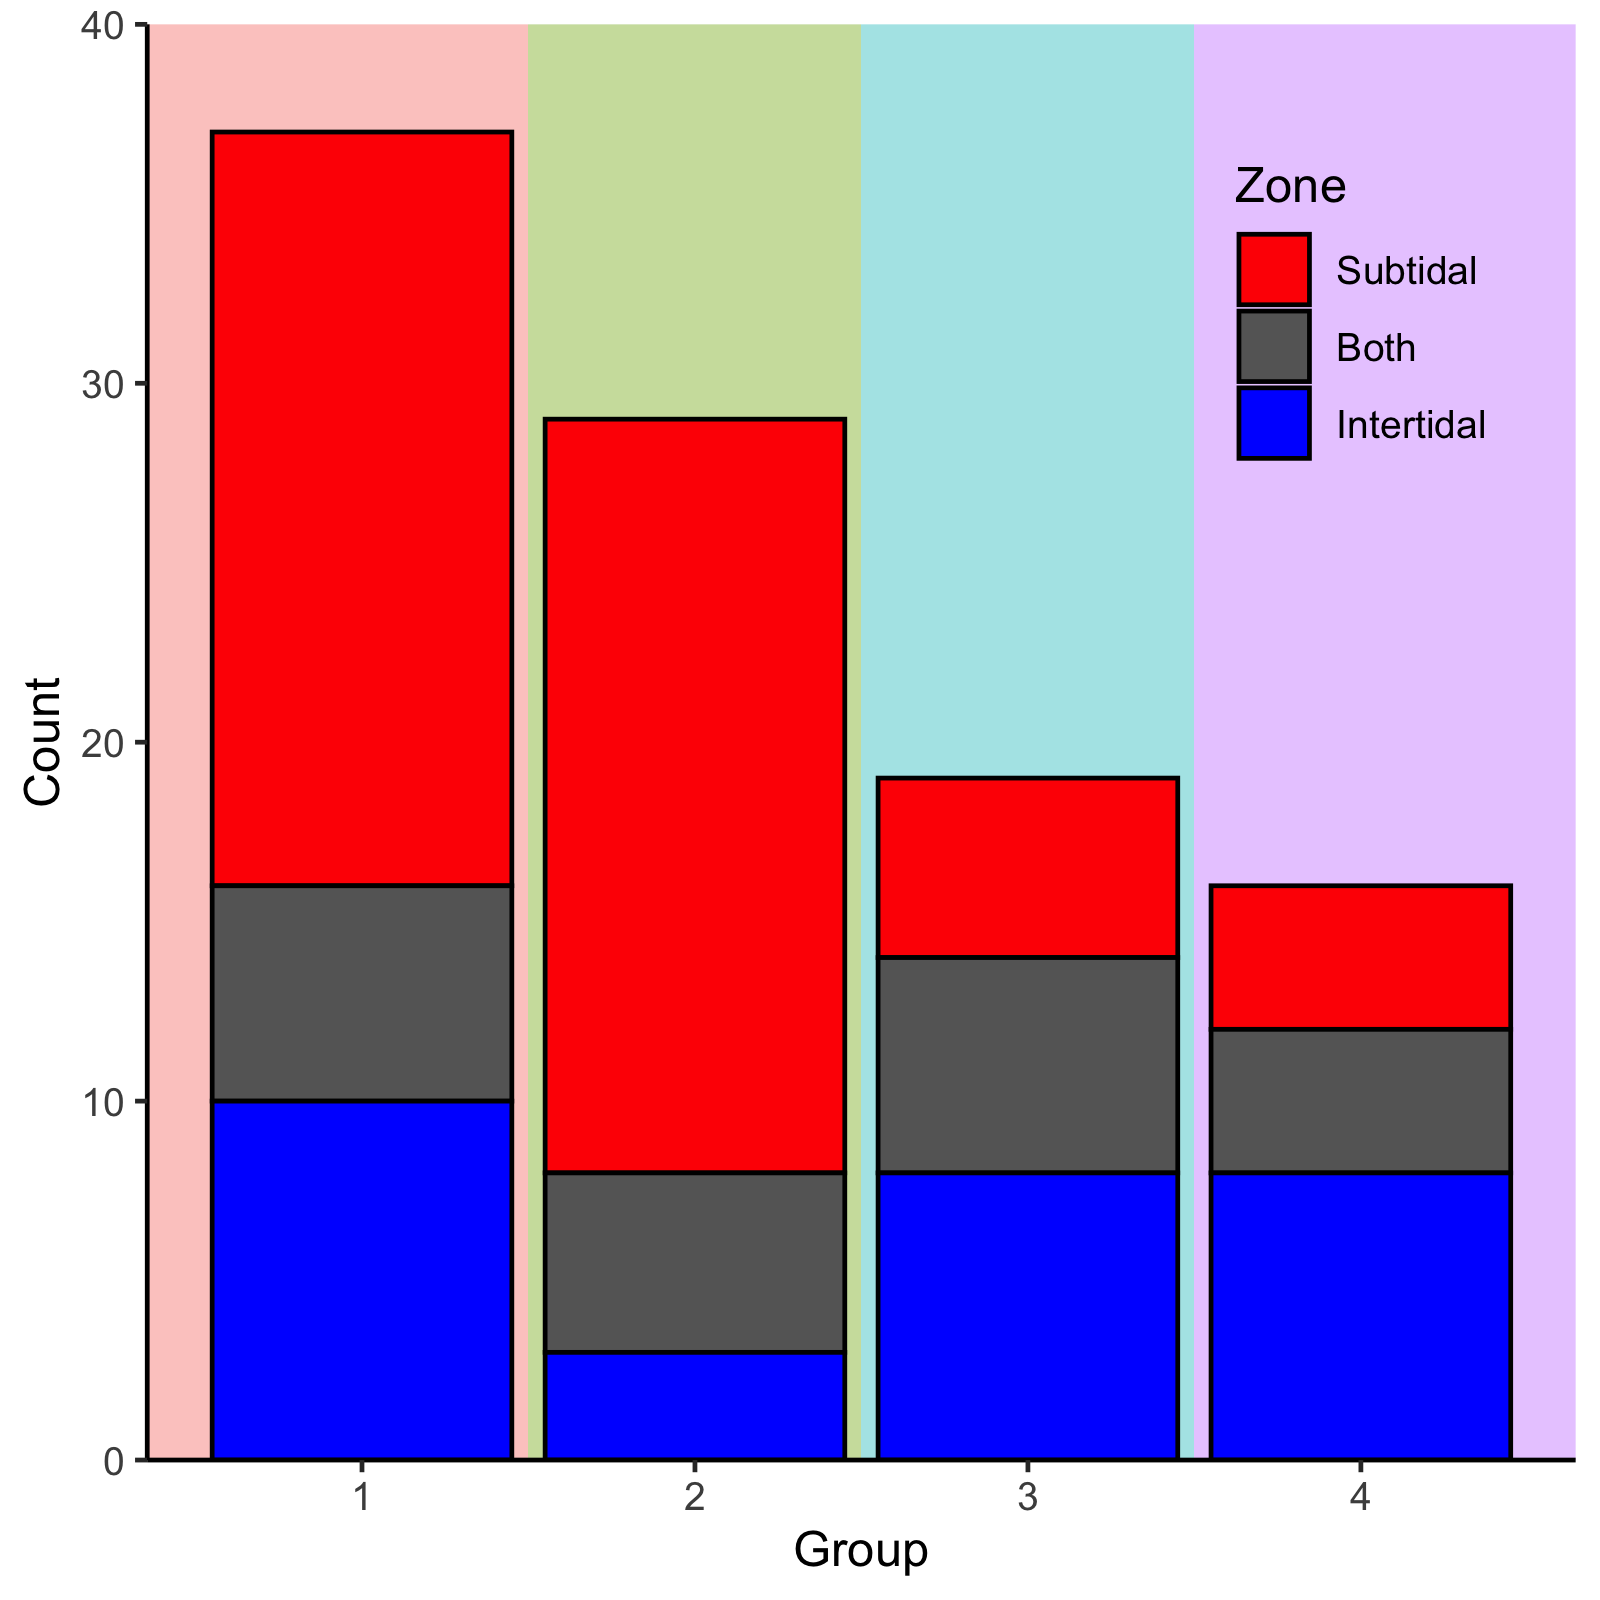 40
30
20
10
0
Count
Zone
Subtidal
Both
Intertidal
1 2 3 4
Group